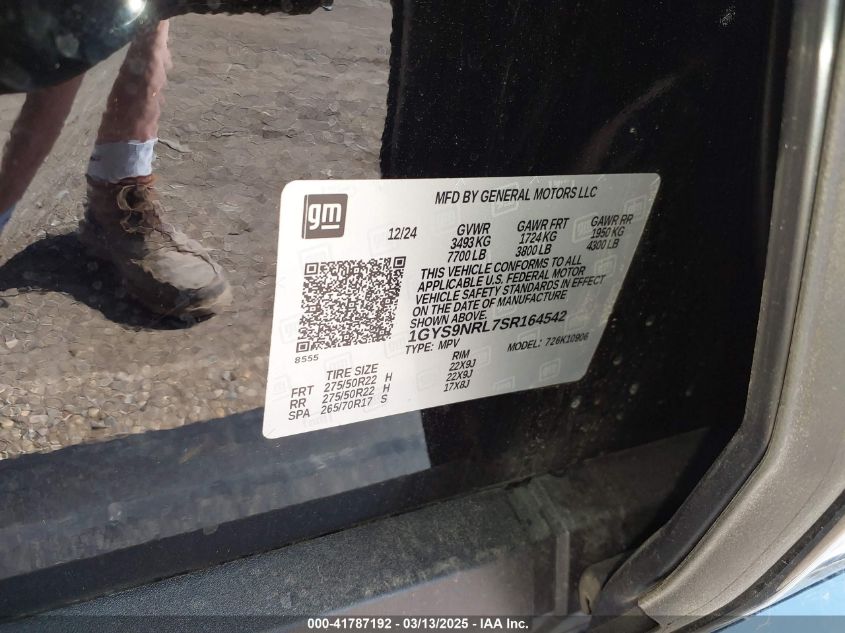 MFD BY GENERAL MOTORS LLC
gm
12/24 GVWR GAWR FRT GAWR RR
3493 KG 1724 KG 1950 KG
7700 LB 3800 LB 4300 LB
THIS VEHICLE CONFORMS TO ALL
APPLICABLE U.S. FEDERAL MOTOR
VEHICLE SAFETY STANDARDS IN EFFECT
ON THE DATE OF MANUFACTURE
SHOWN ABOVE.
1GYS9NRL7SR164542
TYPE: MPV MODEL: 726K10906
8555
TIRE SIZE RIM
FRT 275/50R22 H 22X9J
RR 275/50R22 H 22X9J
SPA 265/70R17 S 17X8J
000-41787192 - 03/13/2025 - IAAI.com